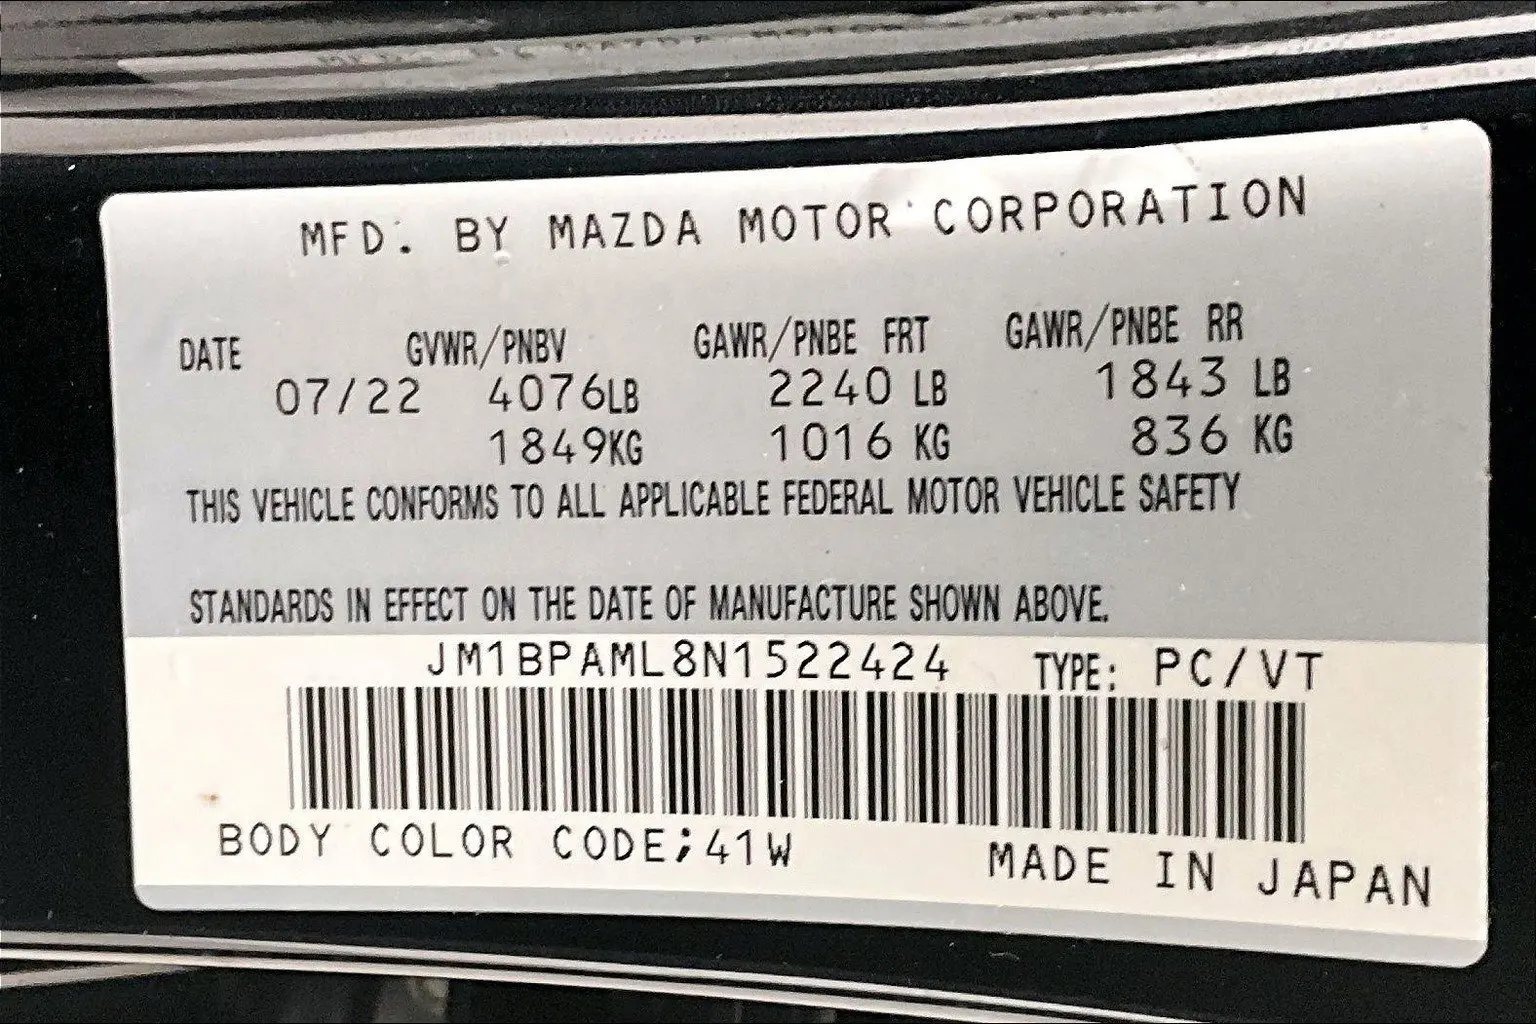 MFD. BY MAZDA MOTOR CORPORATION
DATE GVWR/PNBV GAWR/PNBE FRT GAWR/PNBE RR
07/22 4076LB 2240 LB 1843 LB
1849KG 1016 KG 836 KG
THIS VEHICLE CONFORMS TO ALL APPLICABLE FEDERAL MOTOR VEHICLE SAFETY
STANDARDS IN EFFECT ON THE DATE OF MANUFACTURE SHOWN ABOVE.
JM1BPAML8N1522424 TYPE: PC/VT
BODY COLOR CODE;41W MADE IN JAPAN